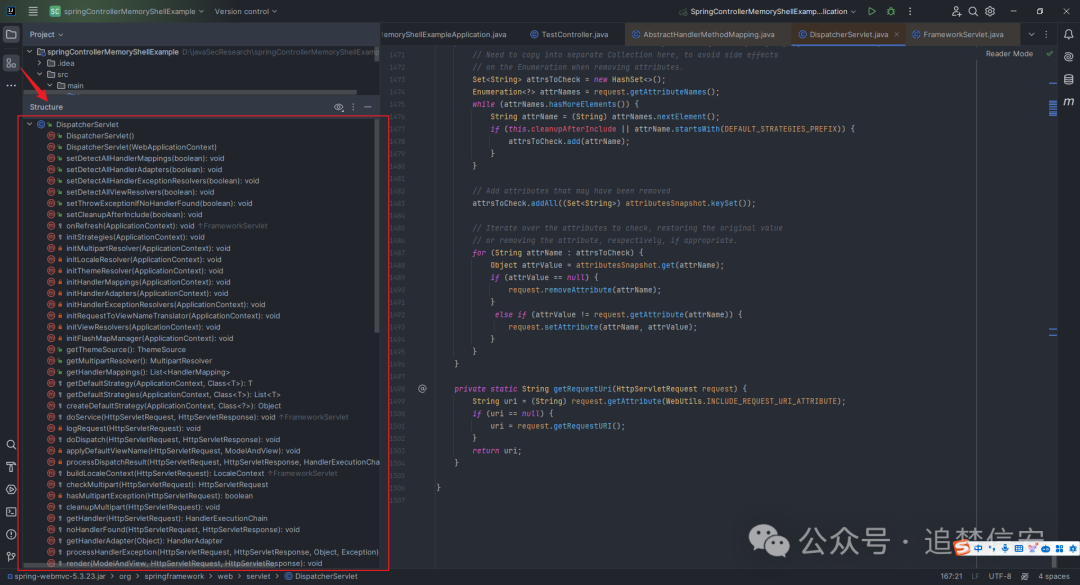 SC springControllerMemoryShellExample Version control SpringControllerMemoryShellExamp...lication
Project
springControllerMemoryShellExample D:\javaSecResearch\springControllerMemoryShellExam
.idea
src
main
Structure
DispatcherServlet
DispatcherServlet()
DispatcherServlet(WebApplicationContext)
setDetectAllHandlerMappings(boolean): void
setDetectAllHandlerAdapters(boolean): void
setDetectAllHandlerExceptionResolvers(boolean): void
setDetectAllViewResolvers(boolean): void
setThrowExceptionIfNoHandlerFound(boolean): void
setCleanupAfterInclude(boolean): void
onRefresh(ApplicationContext): void ↑FrameworkServlet
initStrategies(ApplicationContext): void
initMultipartResolver(ApplicationContext): void
initLocaleResolver(ApplicationContext): void
initThemeResolver(ApplicationContext): void
initHandlerMappings(ApplicationContext): void
initHandlerAdapters(ApplicationContext): void
initHandlerExceptionResolvers(ApplicationContext): void
initRequestToViewNameTranslator(ApplicationContext): void
initViewResolvers(ApplicationContext): void
initFlashMapManager(ApplicationContext): void
getThemeSource(): ThemeSource
getMultipartResolver(): MultipartResolver
getHandlerMappings(): List<HandlerMapping>
getDefaultStrategy(ApplicationContext, Class<T>): T
getDefaultStrategies(ApplicationContext, Class<T>): List<T>
createDefaultStrategy(ApplicationContext, Class<?>): Object
doService(HttpServletRequest, HttpServletResponse): void ↑FrameworkServlet
logRequest(HttpServletRequest): void
doDispatch(HttpServletRequest, HttpServletResponse): void
applyDefaultViewName(HttpServletRequest, ModelAndView): void
processDispatchResult(HttpServletRequest, HttpServletResponse, HandlerExecutionCha
buildLocaleContext(HttpServletRequest): LocaleContext ↑FrameworkServlet
checkMultipart(HttpServletRequest): HttpServletRequest
hasMultipartException(HttpServletRequest): boolean
cleanupMultipart(HttpServletRequest): void
getHandler(HttpServletRequest): HandlerExecutionChain
noHandlerFound(HttpServletRequest, HttpServletResponse): void
getHandlerAdapter(Object): HandlerAdapter
processHandlerException(HttpServletRequest, HttpServletResponse, Object, Exception)
render(ModelAndView, HttpServletRequest, HttpServletResponse): void
emoryShellExampleApplication.java TestController.java AbstractHandlerMethodMapping.java DispatcherServlet.java FrameworkServlet.java
Reader Mode
1471 // Need to copy into separate Collection here, to avoid side effects
1472 // on the Enumeration when removing attributes.
1473 Set<String> attrsToCheck = new HashSet<>();
1474 Enumeration<?> attrNames = request.getAttributeNames();
1475 while (attrNames.hasMoreElements()) {
1476 String attrName = (String) attrNames.nextElement();
1477 if (this.cleanupAfterInclude || attrName.startsWith(DEFAULT_STRATEGIES_PREFIX)) {
1478 attrsToCheck.add(attrName);
1479 }
1480 }
1481
1482 // Add attributes that may have been removed
1483 attrsToCheck.addAll((Set<String>) attributesSnapshot.keySet());
1484
1485 // Iterate over the attributes to check, restoring the original value
1486 // or removing the attribute, respectively, if appropriate.
1487 for (String attrName : attrsToCheck) {
1488 Object attrValue = attributesSnapshot.get(attrName);
1489 if (attrValue == null) {
1490 request.removeAttribute(attrName);
1491 }
1492 else if (attrValue != request.getAttribute(attrName)) {
1493 request.setAttribute(attrName, attrValue);
1494 }
1495 }
1496 }
1497
1498 @ private static String getRequestUri(HttpServletRequest request) {
1499 String uri = (String) request.getAttribute(WebUtils.INCLUDE_REQUEST_URI_ATTRIBUTE);
1500 if (uri == null) {
1501 uri = request.getRequestURI();
1502 }
1503 return uri;
1504 }
1505
1506 }
1507
公众号 · 追梦信安
中
spring-webmvc-5.3.23.jar > org > springframework > web > servlet > DispatcherServlet 167:21 LF UTF-8 4 spaces